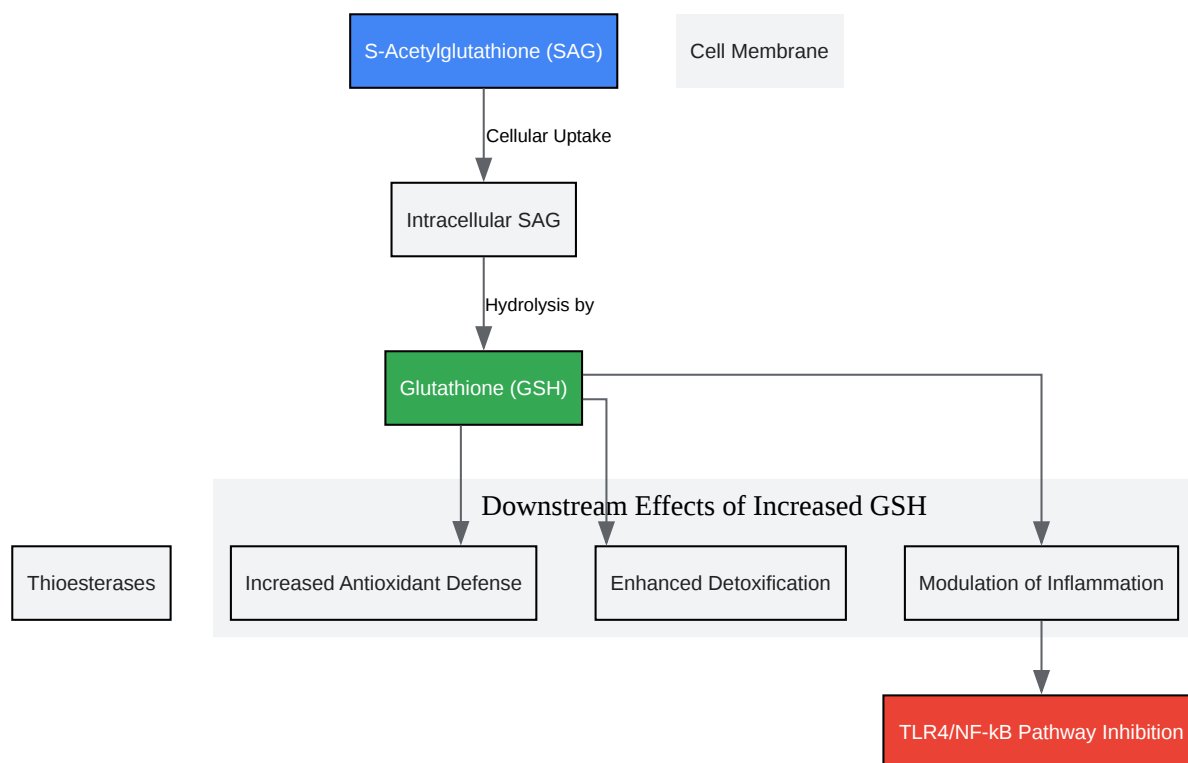 S-Acetylglutathione (SAG)
Cell Membrane
Cellular Uptake
Intracellular SAG
Hydrolysis by
Glutathione (GSH)
Downstream Effects of Increased GSH
Thioesterases
Increased Antioxidant Defense
Enhanced Detoxification
Modulation of Inflammation
TLR4/NF-kB Pathway Inhibition